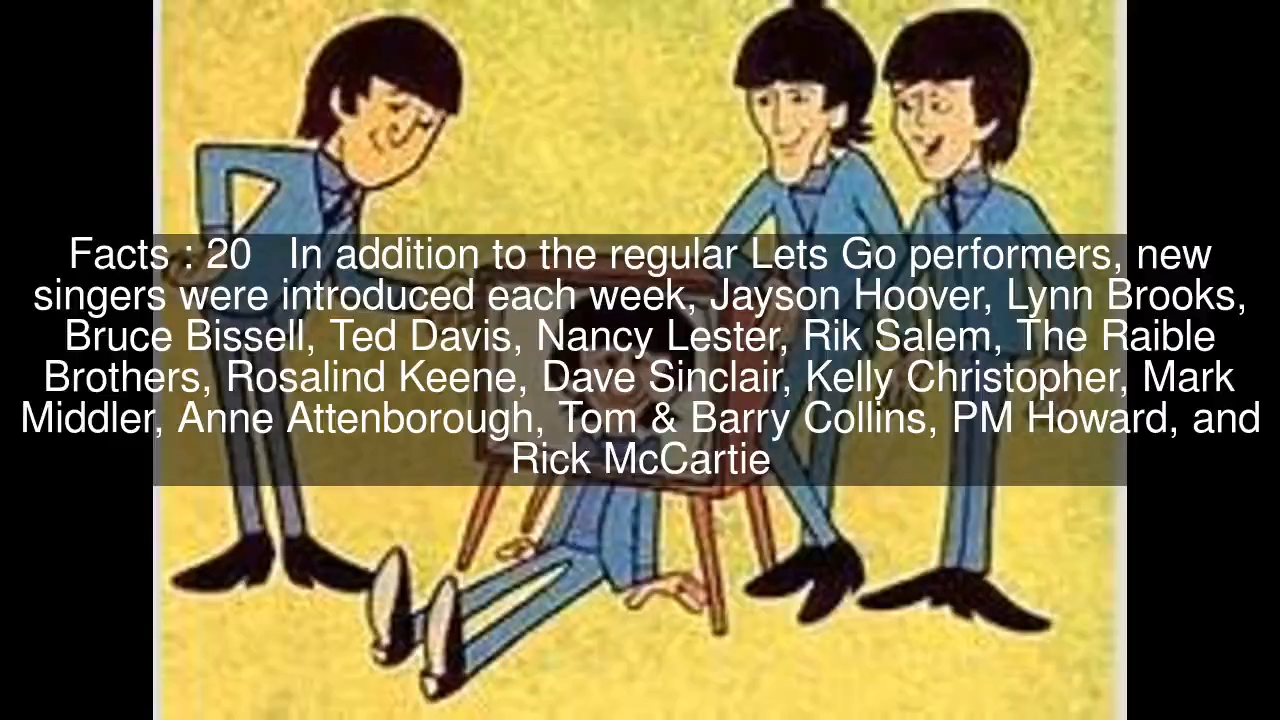 Facts : 20   In addition to the regular Lets Go performers, new
singers were introduced each week, Jayson Hoover, Lynn Brooks,
Bruce Bissell, Ted Davis, Nancy Lester, Rik Salem, The Raible
Brothers, Rosalind Keene, Dave Sinclair, Kelly Christopher, Mark
Middler, Anne Attenborough, Tom & Barry Collins, PM Howard, and
Rick McCartie